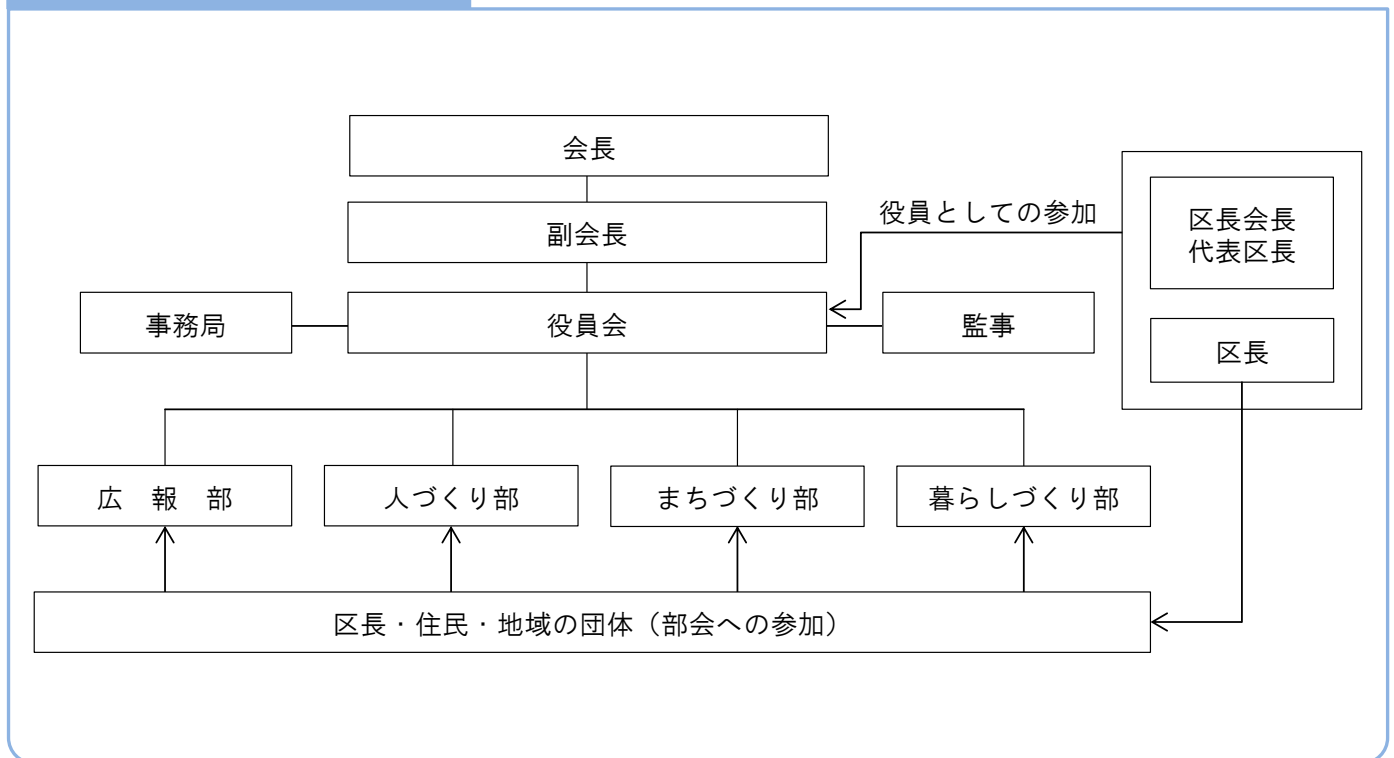 会長
副会長
役員としての参加
区長会長
代表区長
事務局
役員会
監事
区長
広　報　部
人づくり部
まちづくり部
暮らしづくり部
区長・住民・地域の団体（部会への参加）